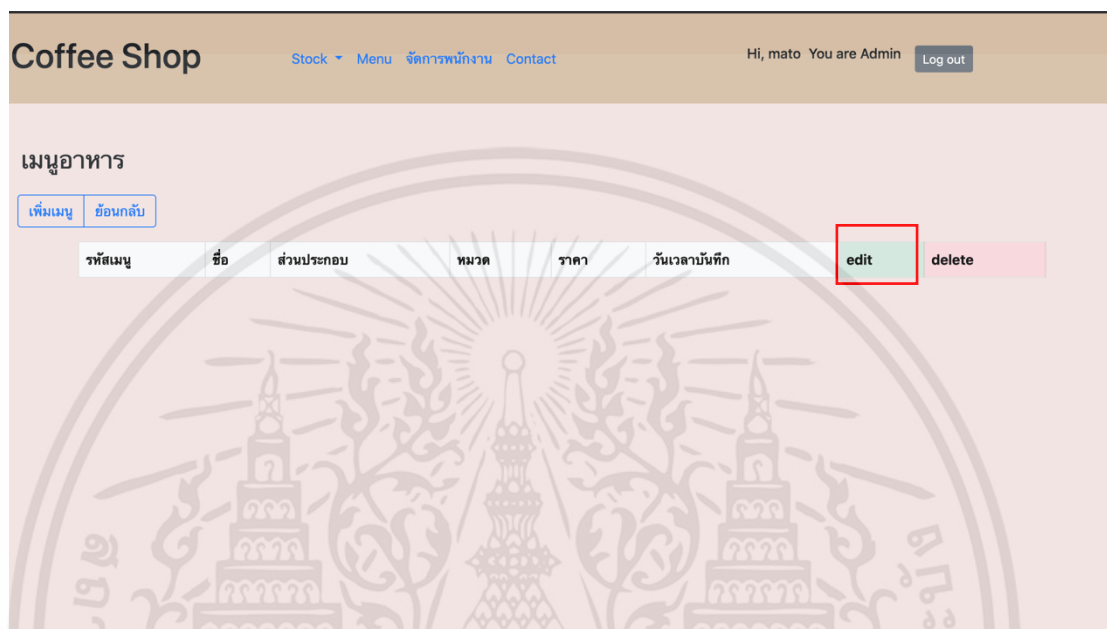 Coffee Shop
Stock Menu จัดการพนักงาน Contact
Hi, mato You are Admin Log out
เมนูอาหาร
เพิ่มเมนู ย้อนกลับ
รหัสเมนู ชื่อ ส่วนประกอบ หมวด ราคา วันเวลาบันทึก edit delete